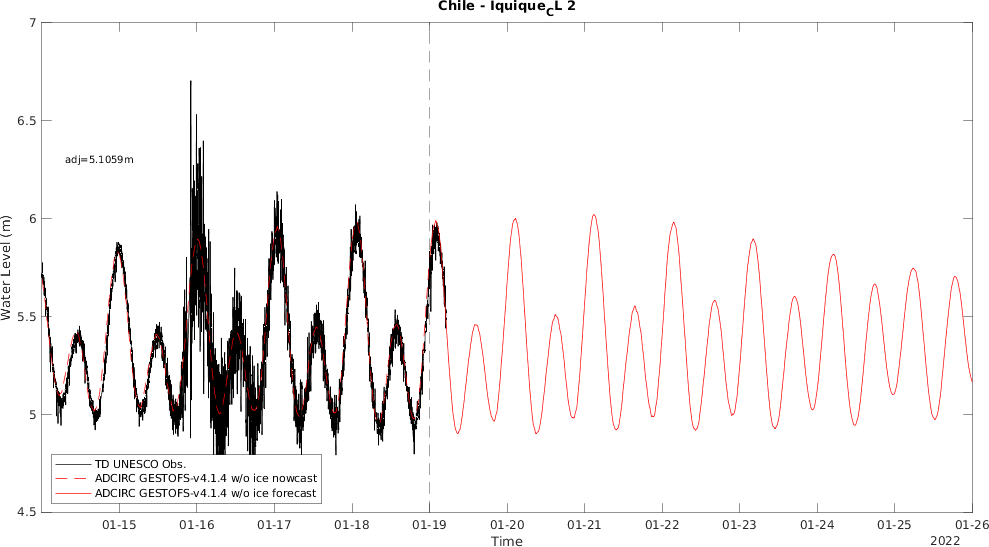 Chile - Iquique_CL 2
Water Level (m)
7
6.5
6
5.5
5
4.5
adj=5.1059m
TD UNESCO Obs.
ADCIRC GESTOFS-v4.1.4 w/o ice nowcast
ADCIRC GESTOFS-v4.1.4 w/o ice forecast
01-15 01-16 01-17 01-18 01-19 01-20 01-21 01-22 01-23 01-24 01-25 01-26
Time
2022